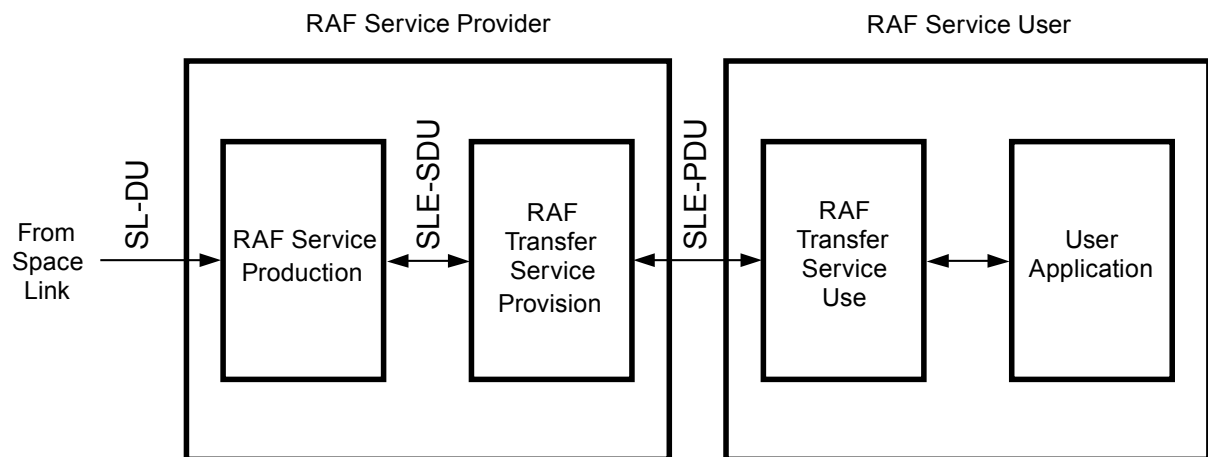 RAF Service Provider
RAF Service User
From
Space
Link
SL-DU
RAF Service
Production
SLE-SDU
RAF
Transfer
Service
Provision
SLE-PDU
RAF
Transfer
Service
Use
User
Application